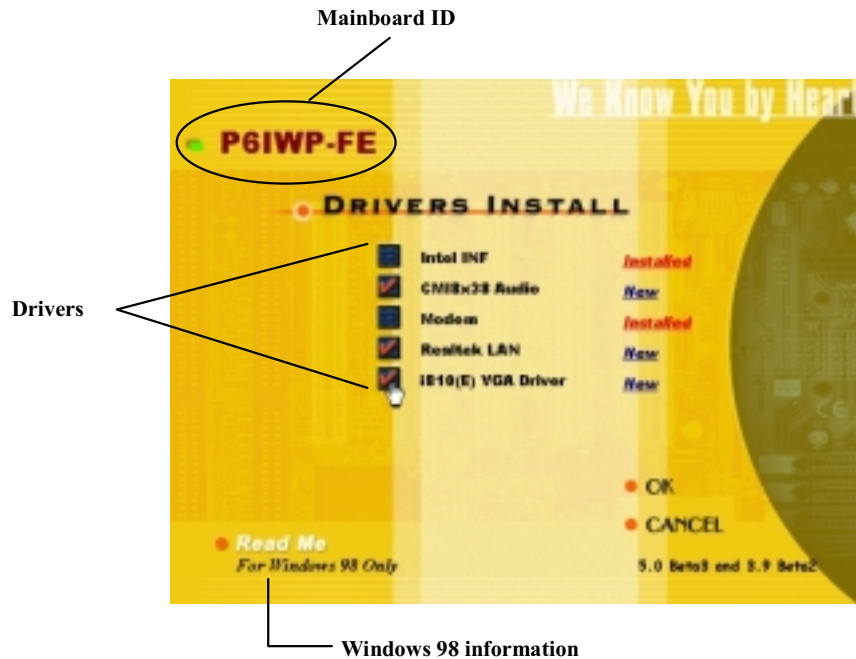 Mainboard ID
We Know You by Heart
P6IWP-FE
DRIVERS INSTALL
Intel INF Installed
CMI8x38 Audio New
Drivers
Modem Installed
Realtek LAN New
i810(E) VGA Driver New
OK
CANCEL
Read Me
For Windows 98 Only
5.0 Beta3 and 3.9 Beta2
Windows 98 information